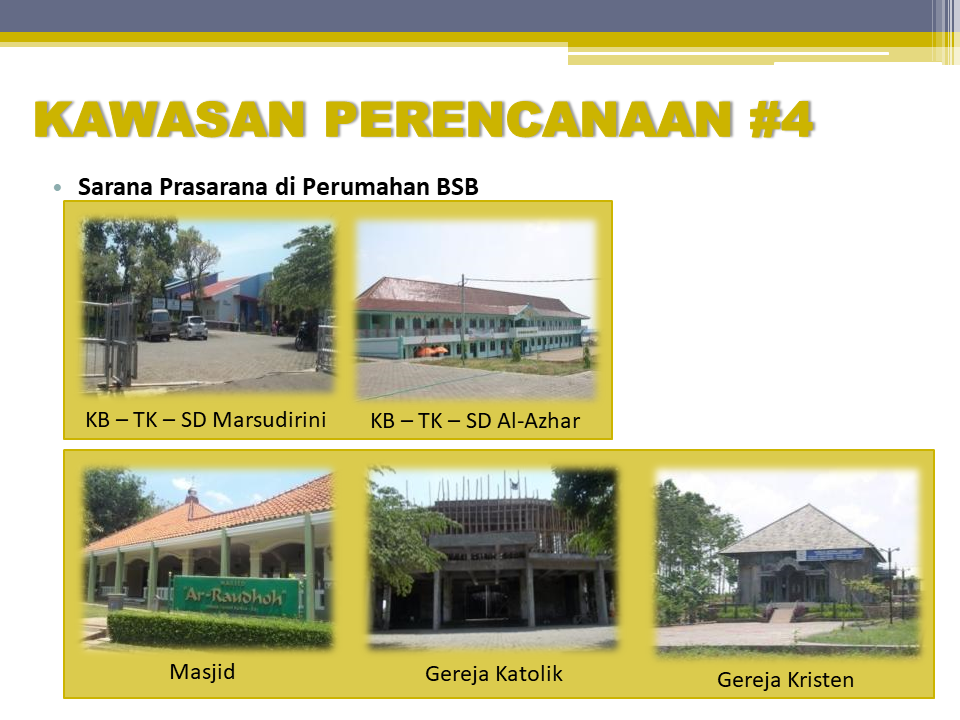 KAWASAN PERENCANAAN #4
• Sarana Prasarana di Perumahan BSB
KB – TK – SD Marsudirini
KB – TK – SD Al-Azhar
MASJID
"Ar-Raudhoh"
Masjid
Gereja Katolik
Gereja Kristen